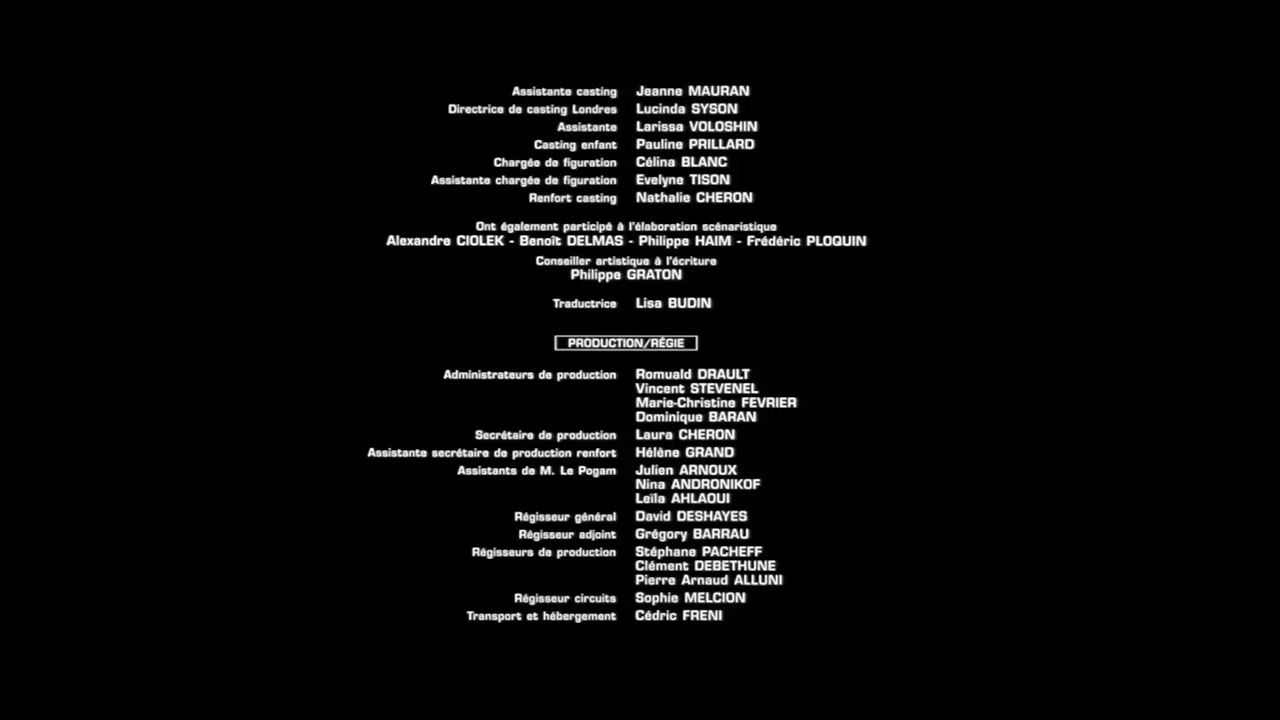 Assistante casting Jeanne MAURAN
Directrice de casting Londres Lucinda SYSON
Assistante Larissa VOLOSHIN
Casting enfant Pauline PRILLARD
Chargée de figuration Célina BLANC
Assistante chargée de figuration Evelyne TISON
Renfort casting Nathalie CHERON
Ont également participé à l'élaboration scénaristique
Alexandre CIOLEK - Benoît DELMAS - Philippe HAIM - Frédéric PLOQUIN
Conseiller artistique à l'écriture
Philippe GRATON
Traductrice Lisa BUDIN
PRODUCTION/RÉGIE
Administrateurs de production Romuald DRAULT
Vincent STEVENEL
Marie-Christine FEVRIER
Dominique BARAN
Secrétaire de production Laura CHERON
Assistante secrétaire de production renfort Hélène GRAND
Assistants de M. Le Pogam Julien ARNOUX
Nina ANDRONIKOF
Leïla AHLAOUI
Régisseur général David DESHAYES
Régisseur adjoint Grégory BARRAU
Régisseurs de production Stéphane PACHEFF
Clément DEBETHUNE
Pierre Arnaud ALLUNI
Régisseur circuits Sophie MELCION
Transport et hébergement Cédric FRENI